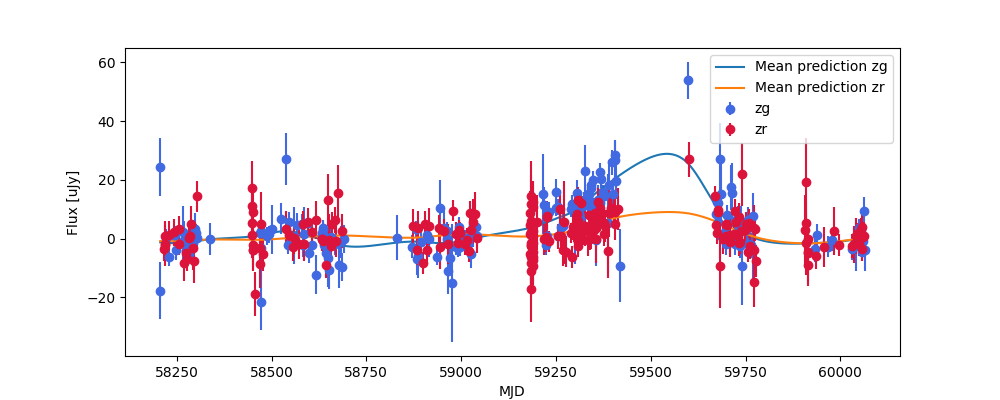 60
40
20
0
−20
Flux [uJy]
58250 58500 58750 59000 59250 59500 59750 60000
MJD
Mean prediction zg
Mean prediction zr
zg
zr